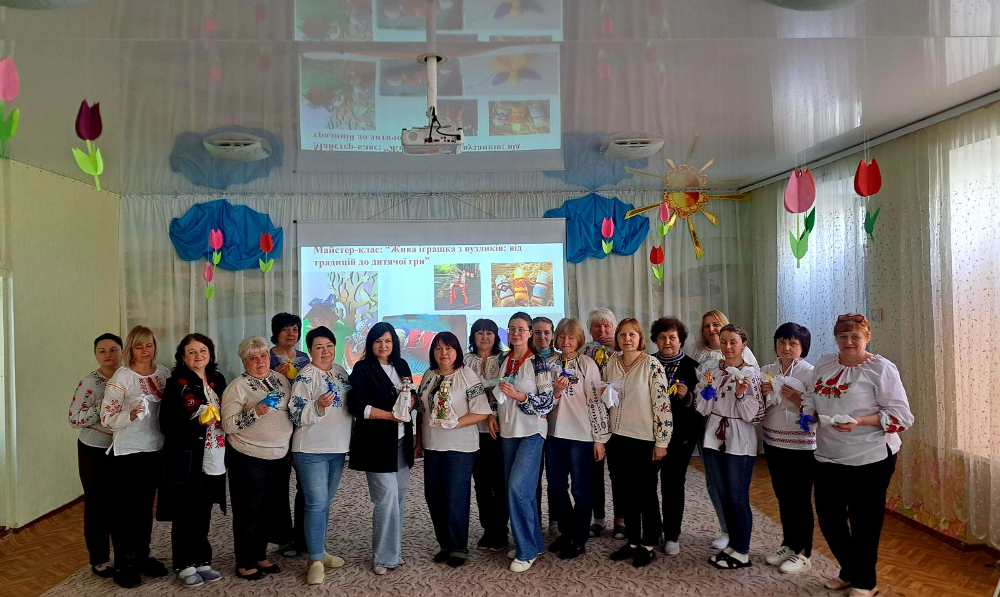 Майстер-клас: “Жива іграшка з вузликів: від
традицій до дитячої гри”